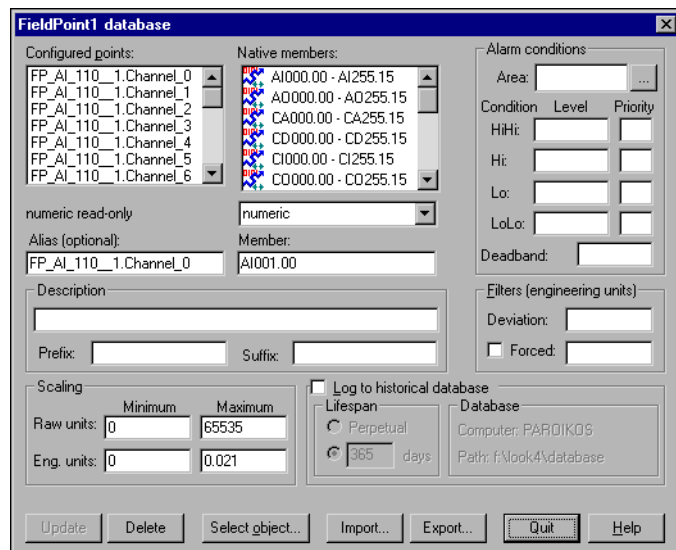 FieldPoint1 database
Configured points:
FP_AI_110__1.Channel_0
FP_AI_110__1.Channel_1
FP_AI_110__1.Channel_2
FP_AI_110__1.Channel_3
FP_AI_110__1.Channel_4
FP_AI_110__1.Channel_5
FP_AI_110__1.Channel_6
Native members:
AI000.00 - AI255.15
AO000.00 - AO255.15
CA000.00 - CA255.15
CD000.00 - CD255.15
CI000.00 - CI255.15
CO000.00 - CO255.15
numeric read-only
numeric
Alias (optional):
FP_AI_110__1.Channel_0
Member:
AI001.00
Alarm conditions
Area:
...
Condition Level Priority
HiHi:
Hi:
Lo:
LoLo:
Deadband:
Description
Prefix:
Suffix:
Filters (engineering units)
Deviation:
Forced:
Scaling
Minimum Maximum
Raw units: 0 65535
Eng. units: 0 0.021
Log to historical database
Lifespan
Perpetual
365 days
Database
Computer: PAROIKOS
Path: f:\look4\database
Update
Delete
Select object...
Import...
Export...
Quit
Help